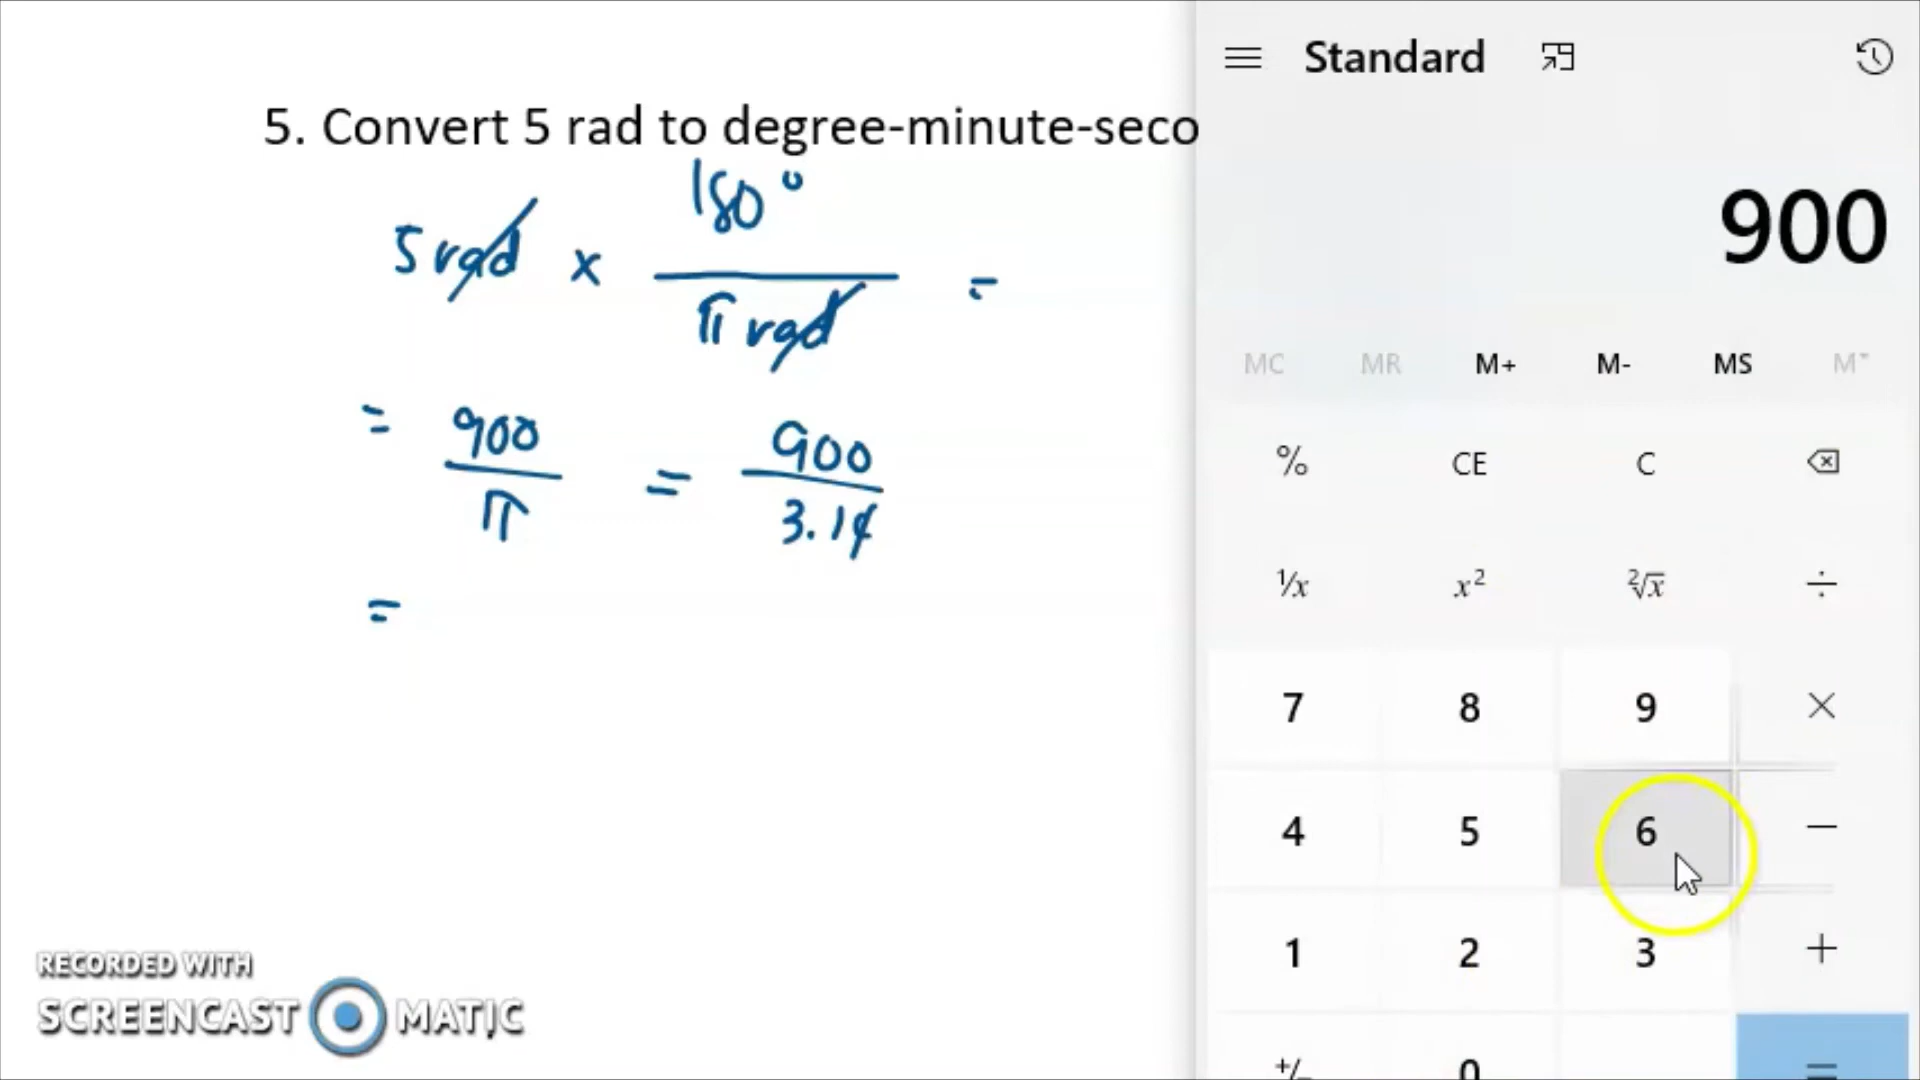 5. Convert 5 rad to degree-minute-seco
5 rad x 180° / π rad =
= 900 / π = 900 / 3.14
=
RECORDED WITH
SCREENCAST MATIC
Standard
900
MC MR M+ M- MS M˅
% CE C
⅟x x² ²√x ÷
7 8 9 ×
4 5 6 −
1 2 3 +
+/− 0 =